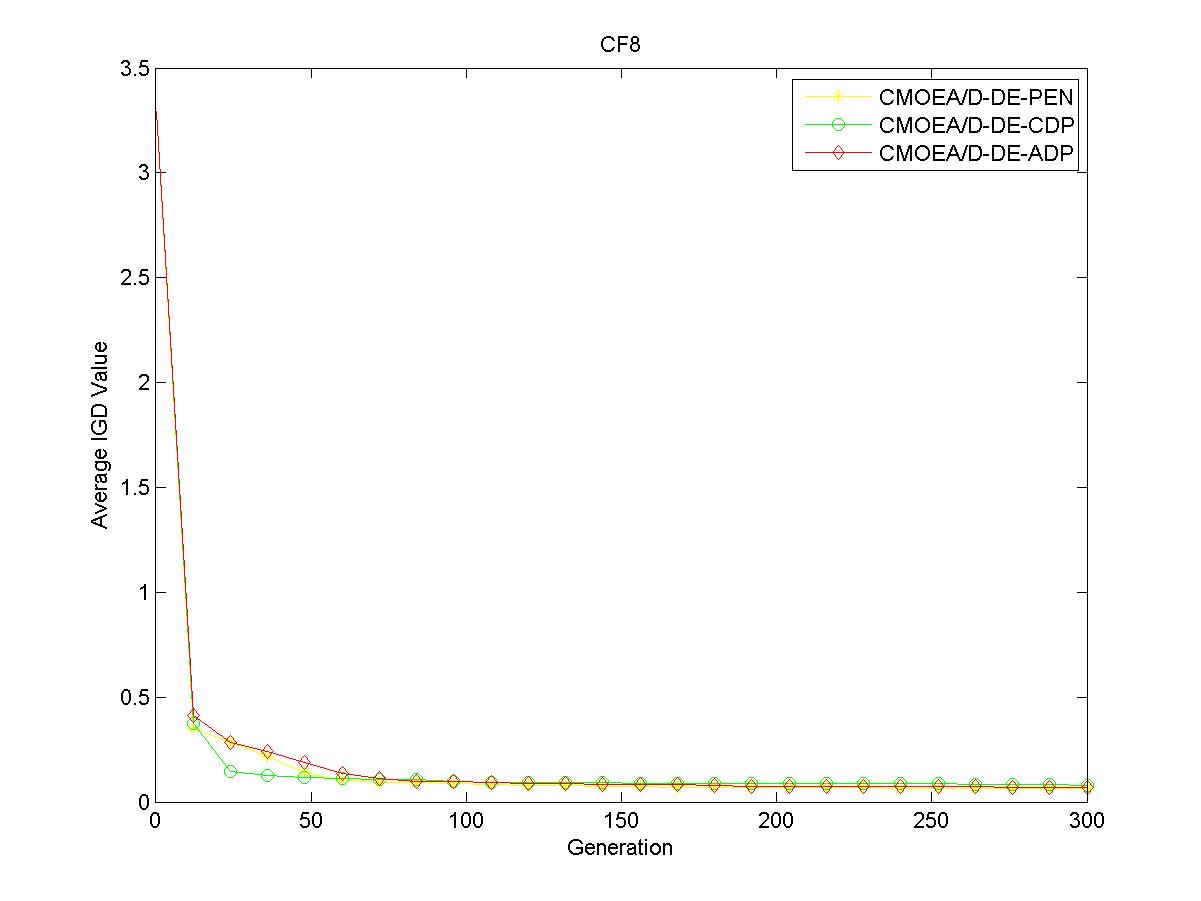 CF8
3.5
3
2.5
2
1.5
1
0.5
0
Average IGD Value
CMOEA/D-DE-PEN
CMOEA/D-DE-CDP
CMOEA/D-DE-ADP
0 50 100 150 200 250 300
Generation